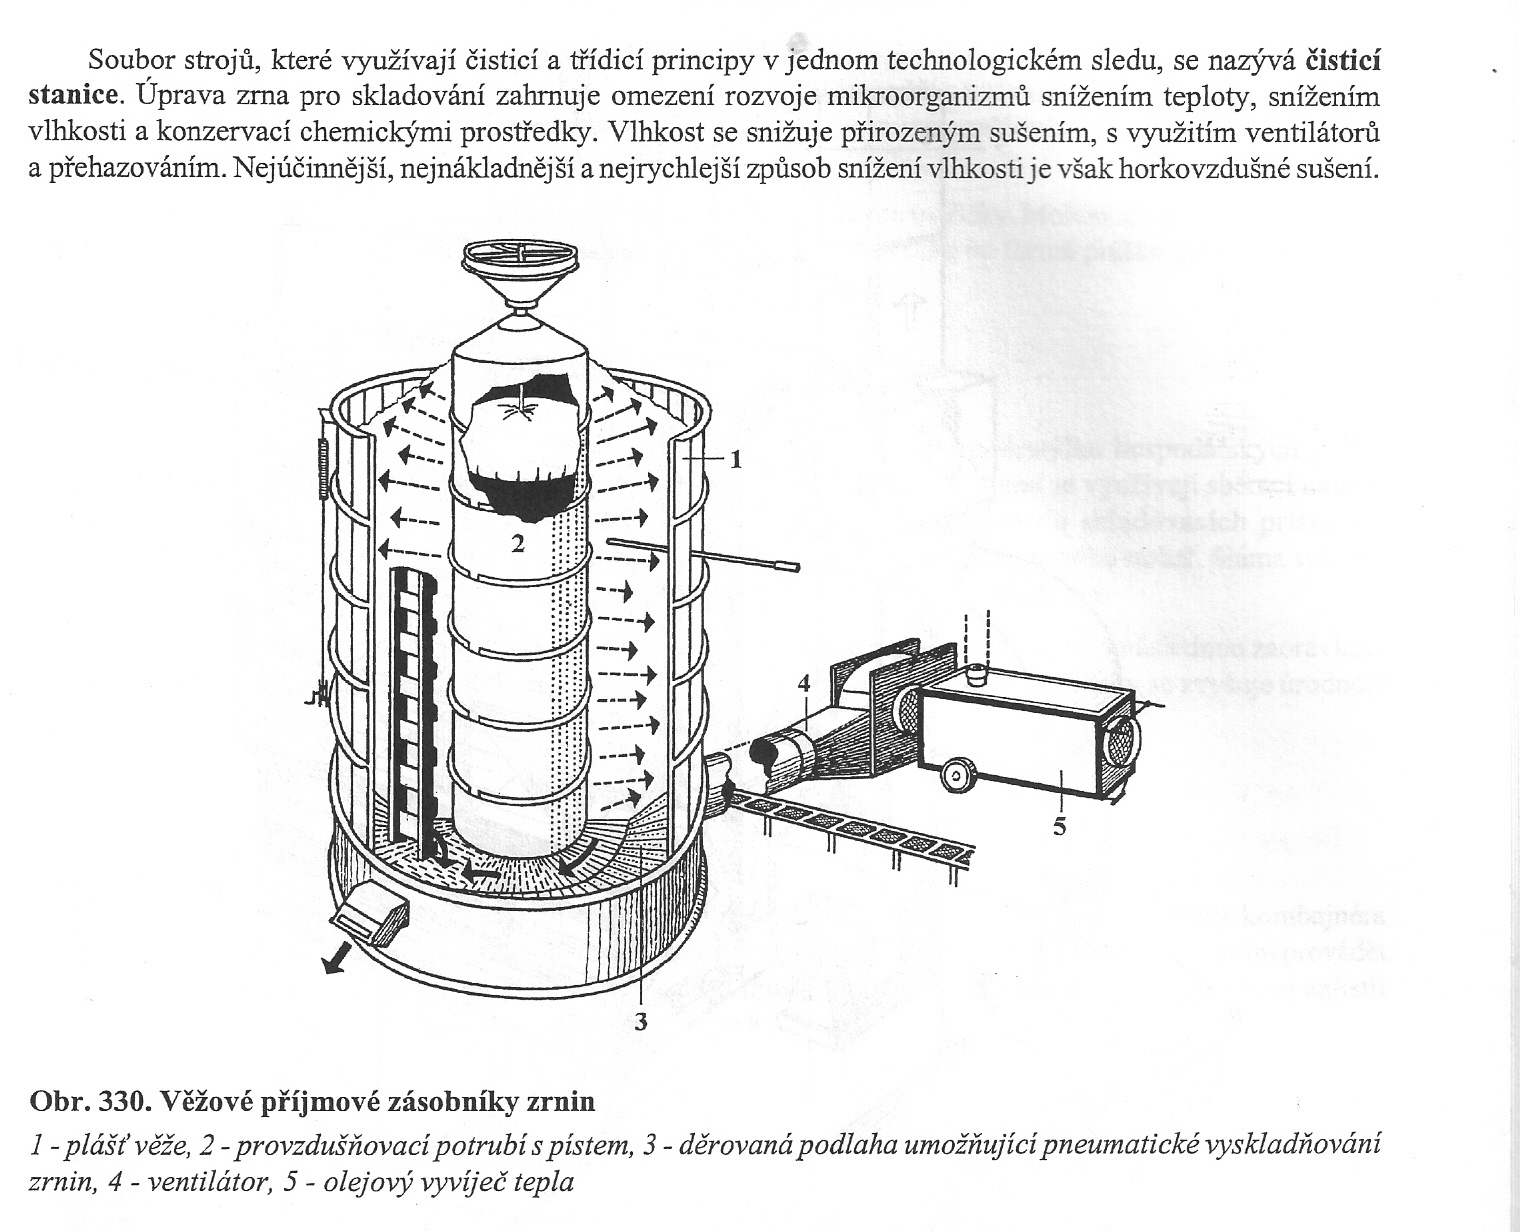 Soubor strojů, které využívají čisticí a třídicí principy v jednom technologickém sledu, se nazývá čisticí
stanice. Úprava zrna pro skladování zahrnuje omezení rozvoje mikroorganizmů snížením teploty, snížením
vlhkosti a konzervací chemickými prostředky. Vlhkost se snižuje přirozeným sušením, s využitím ventilátorů
a přehazováním. Nejúčinnější, nejnákladnější a nejrychlejší způsob snížení vlhkosti je však horkovzdušné sušení.
1
2
4
5
3
Obr. 330. Věžové příjmové zásobníky zrnin
1 - plášť věže, 2 - provzdušňovací potrubí s pístem, 3 - děrovaná podlaha umožňující pneumatické vyskladňování
zrnin, 4 - ventilátor, 5 - olejový vyvíječ tepla